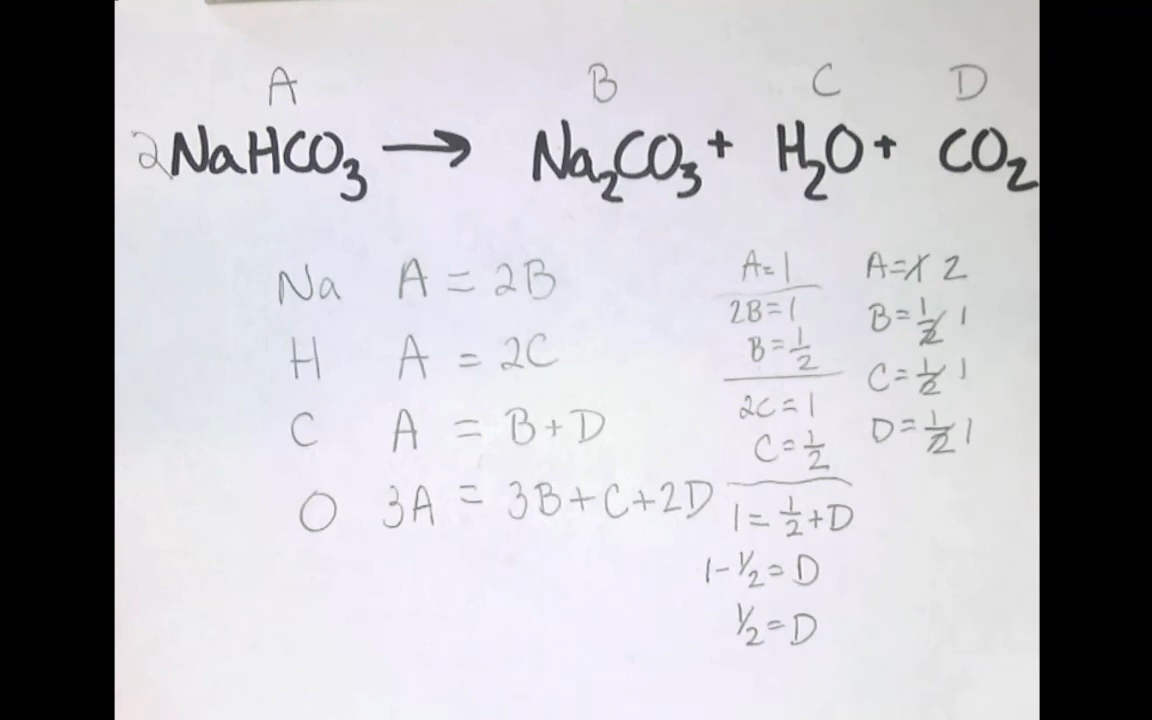 A B C D
2NaHCO₃ → Na₂CO₃ + H₂O + CO₂
Na A = 2B
H A = 2C
C A = B + D
O 3A = 3B + C + 2D
A = 1
2B = 1
B = 1/2
2C = 1
C = 1/2
1 = 1/2 + D
1 - 1/2 = D
1/2 = D
A = 1 2
B = 1/2 1
C = 1/2 1
D = 1/2 1